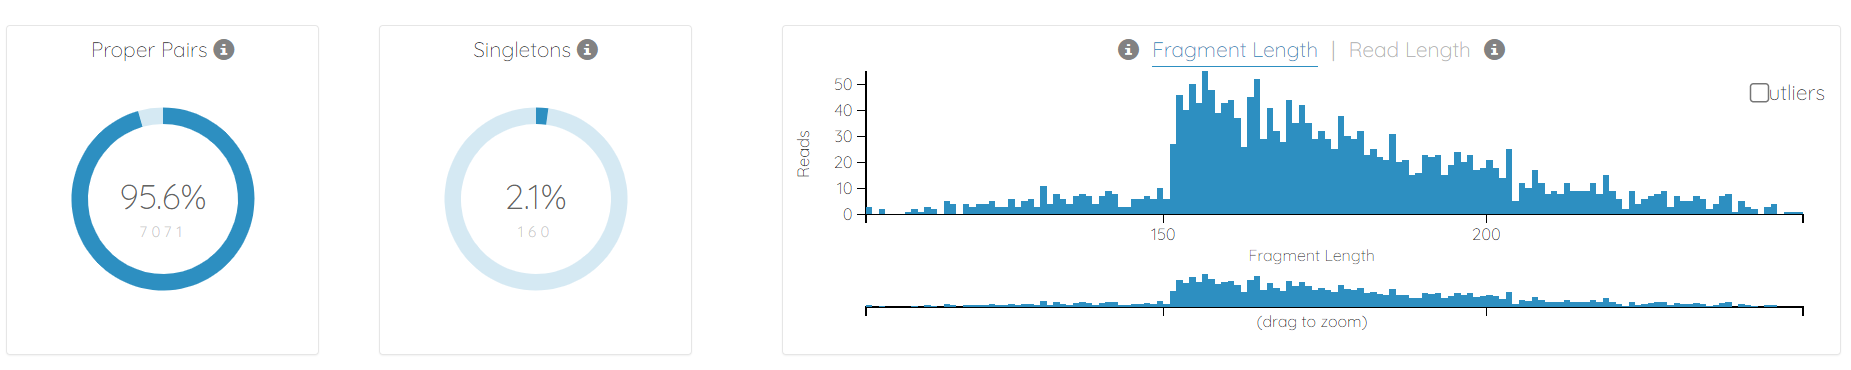 Proper Pairs
95.6%
7071
Singletons
2.1%
160
Fragment Length | Read Length
utliers
Reads
50
40
30
20
10
0
150 200
Fragment Length
(drag to zoom)